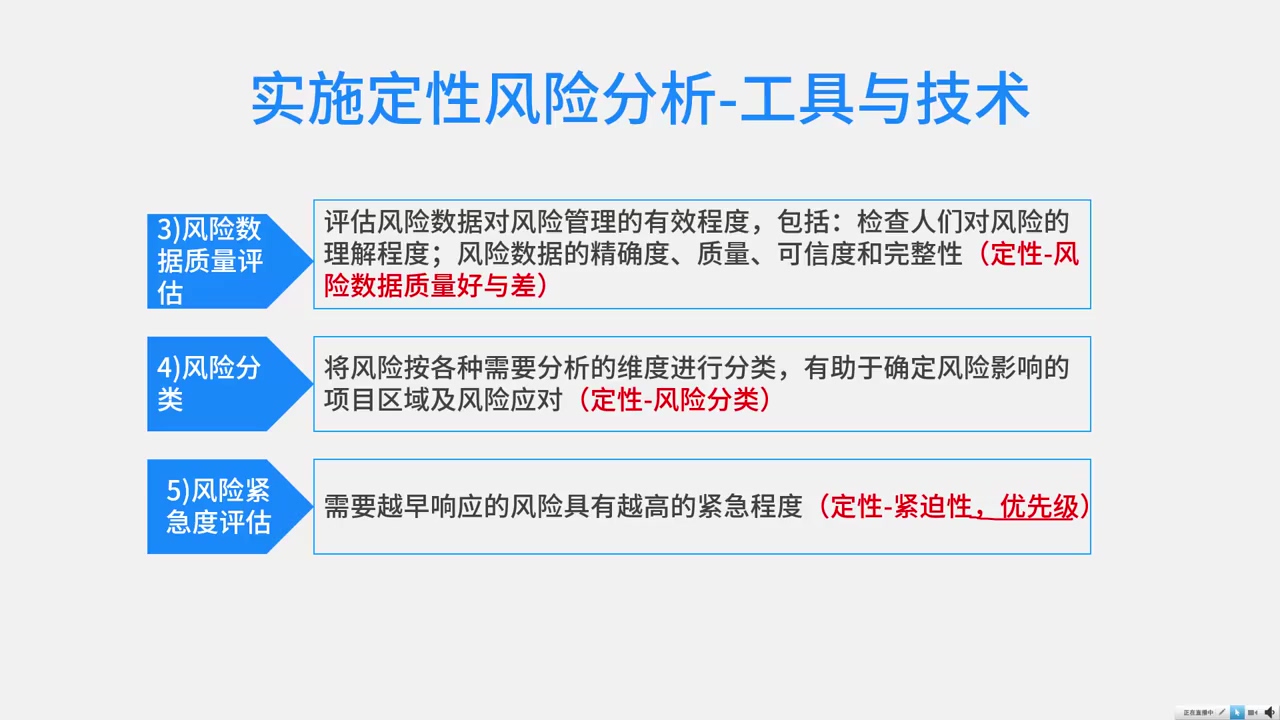 实施定性风险分析-工具与技术
3)风险数
据质量评
估
评估风险数据对风险管理的有效程度，包括：检查人们对风险的
理解程度；风险数据的精确度、质量、可信度和完整性（定性-风
险数据质量好与差）
4)风险分
类
将风险按各种需要分析的维度进行分类，有助于确定风险影响的
项目区域及风险应对（定性-风险分类）
5)风险紧
急度评估
需要越早响应的风险具有越高的紧急程度（定性-紧迫性，优先级）
正在直播中